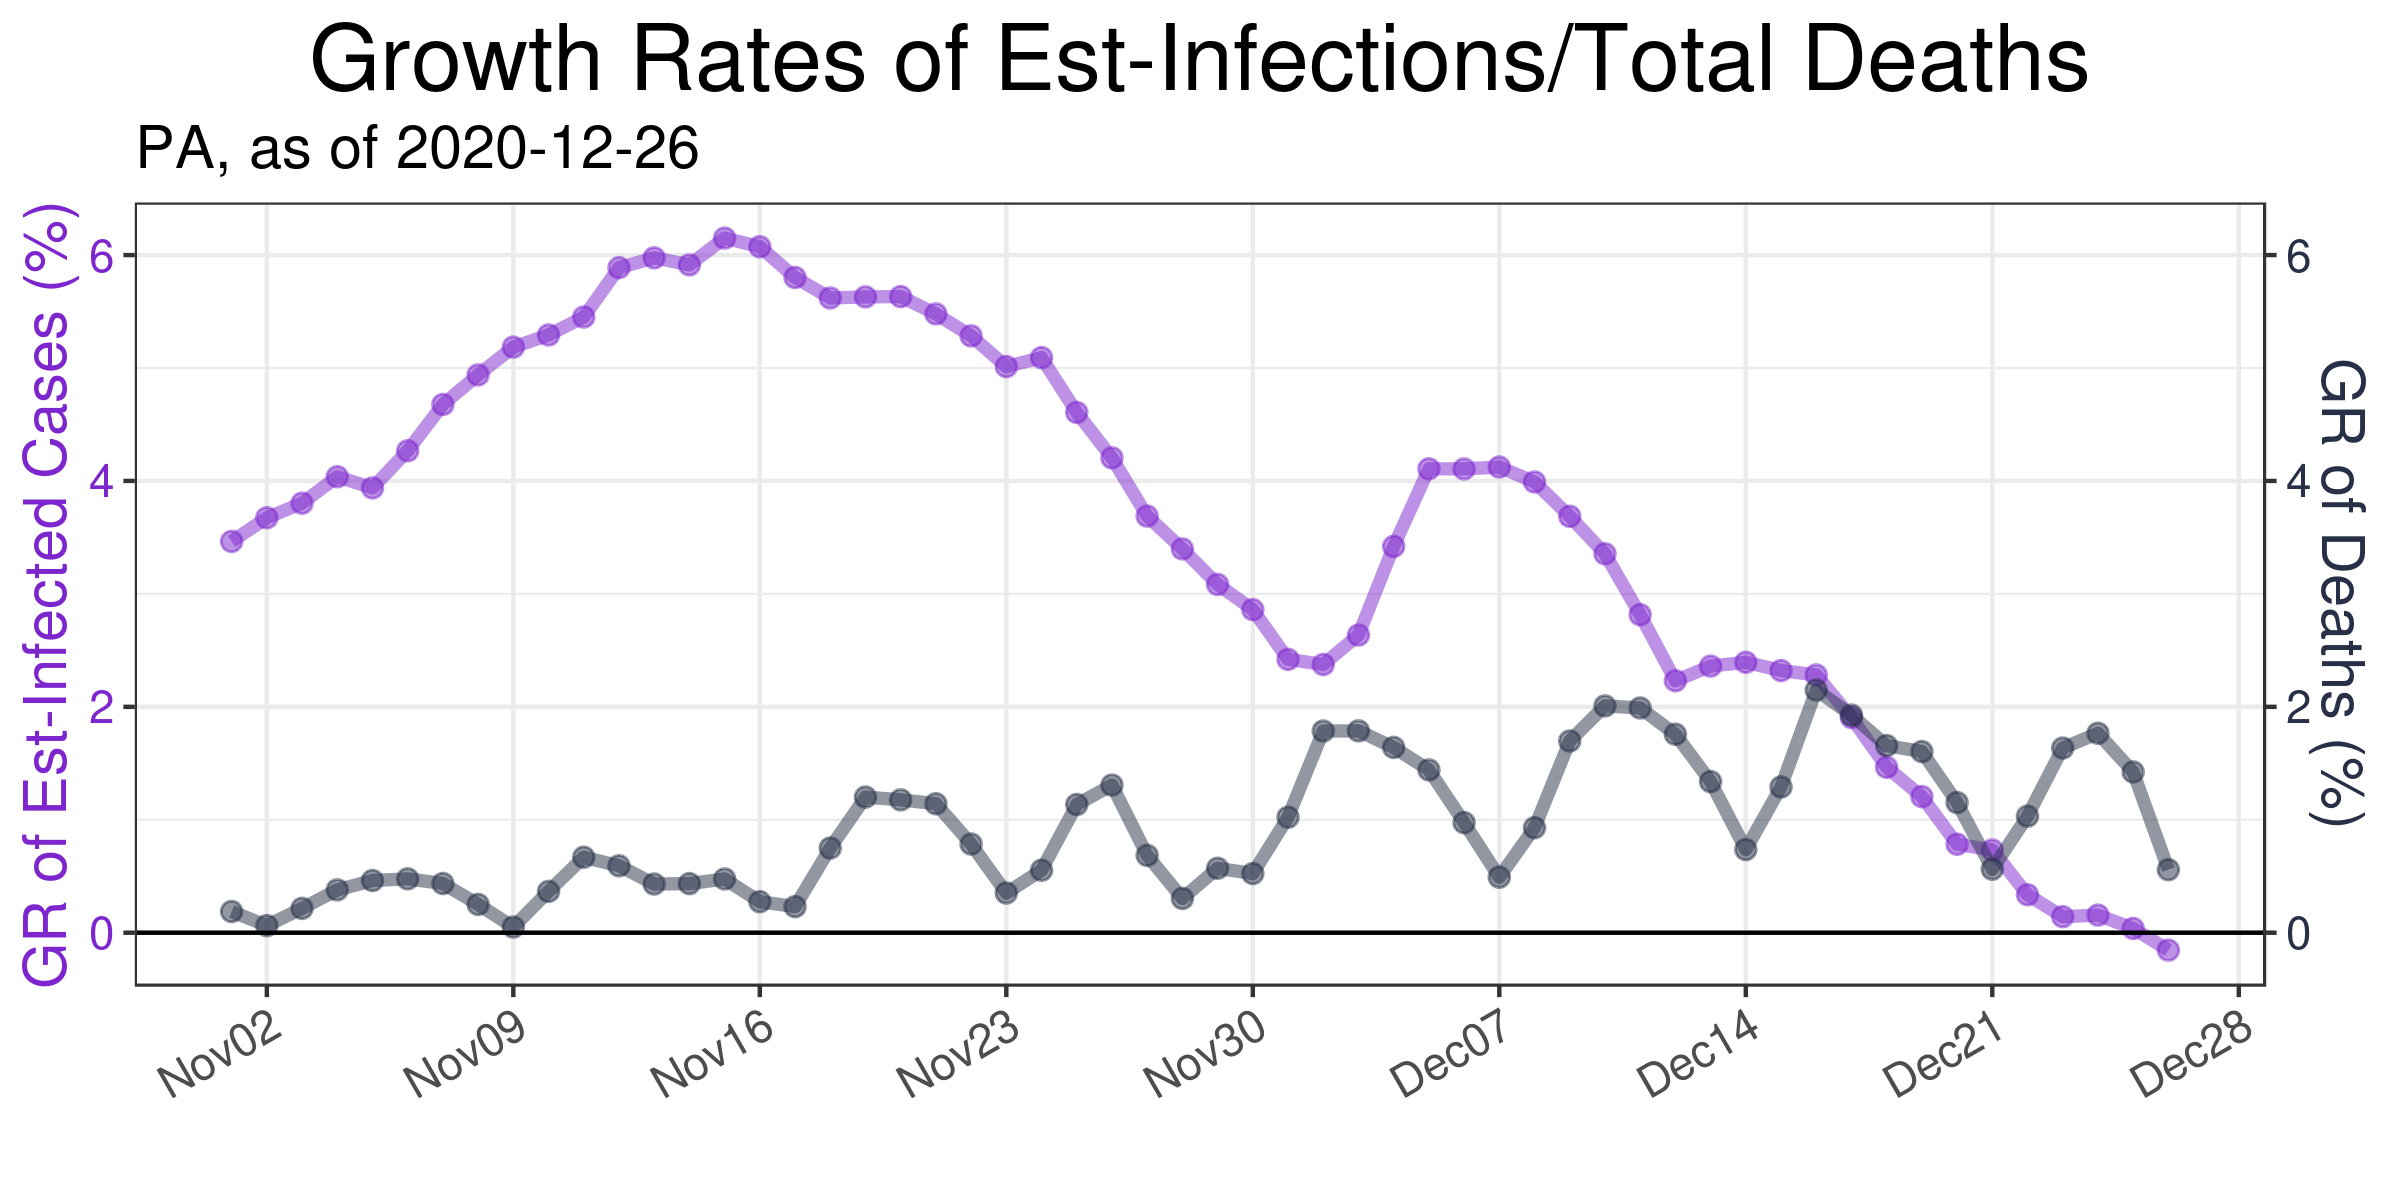 Growth Rates of Est-Infections/Total Deaths
PA, as of 2020-12-26
GR of Est-Infected Cases (%)
6
4
2
0
6
4
2
0
GR of Deaths (%)
Nov02
Nov09
Nov16
Nov23
Nov30
Dec07
Dec14
Dec21
Dec28